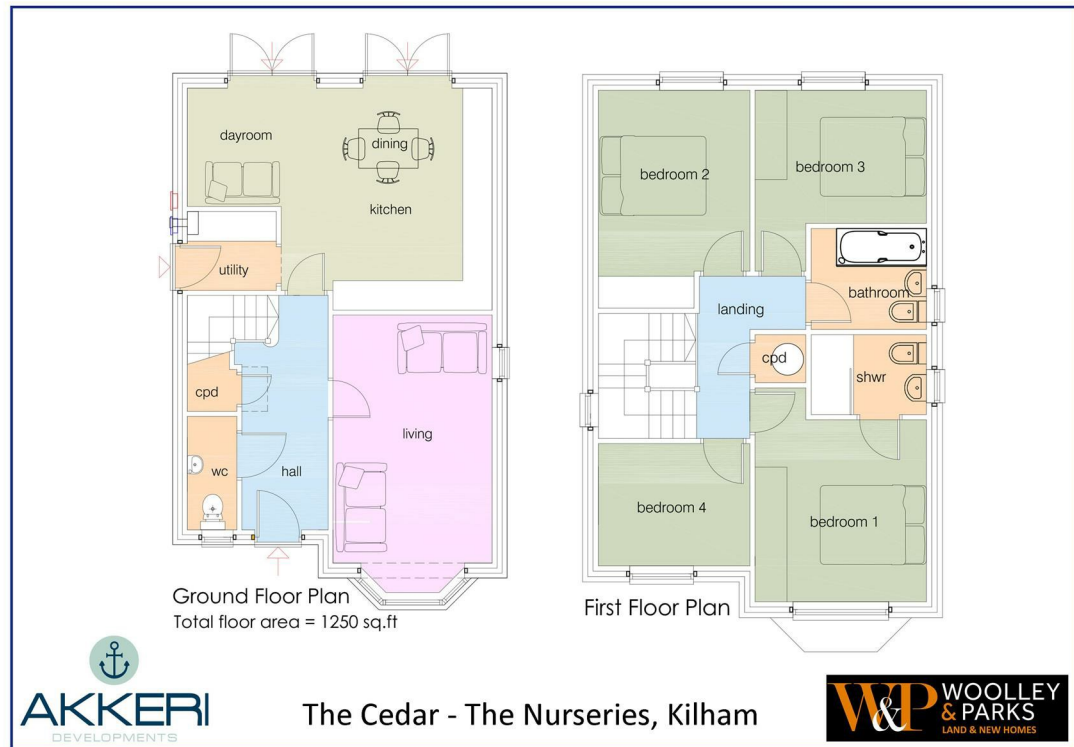 dayroom
dining
kitchen
utility
cpd
living
wc
hall
Ground Floor Plan
Total floor area = 1250 sq.ft
bedroom 2
bedroom 3
bathroom
landing
cpd
shwr
bedroom 4
bedroom 1
First Floor Plan
AKKERI
DEVELOPMENTS
The Cedar - The Nurseries, Kilham
W&P
WOOLLEY
& PARKS
LAND & NEW HOMES